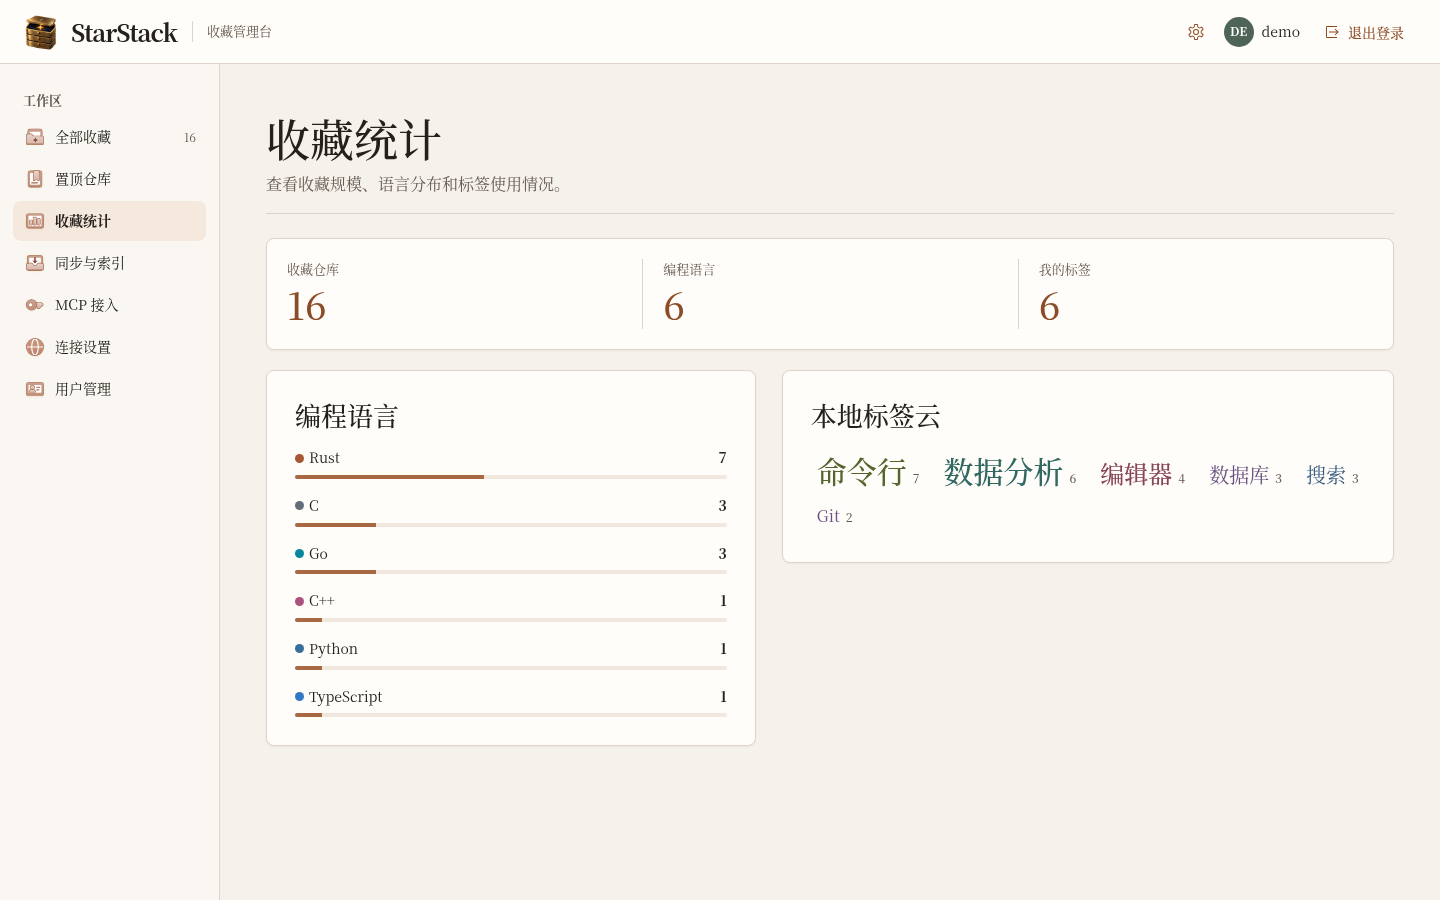 StarStack 收藏管理台 DE demo 退出登录
工作区
全部收藏 16
置顶仓库
收藏统计
同步与索引
MCP 接入
连接设置
用户管理
收藏统计
查看收藏规模、语言分布和标签使用情况。
收藏仓库
16
编程语言
6
我的标签
6
编程语言
Rust 7
C 3
Go 3
C++ 1
Python 1
TypeScript 1
本地标签云
命令行 7 数据分析 6 编辑器 4 数据库 3 搜索 3
Git 2